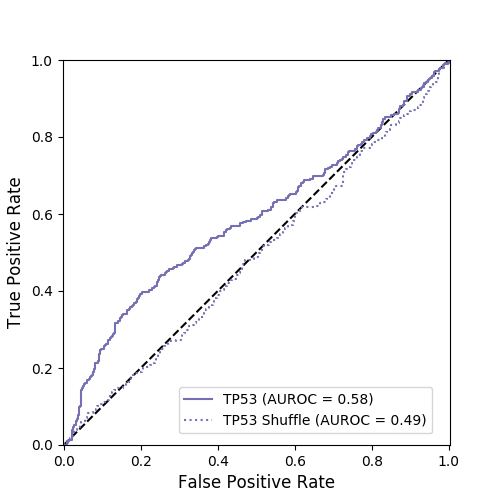 1.0
0.8
0.6
0.4
0.2
0.0
True Positive Rate
TP53 (AUROC = 0.58)
TP53 Shuffle (AUROC = 0.49)
0.0 0.2 0.4 0.6 0.8 1.0
False Positive Rate